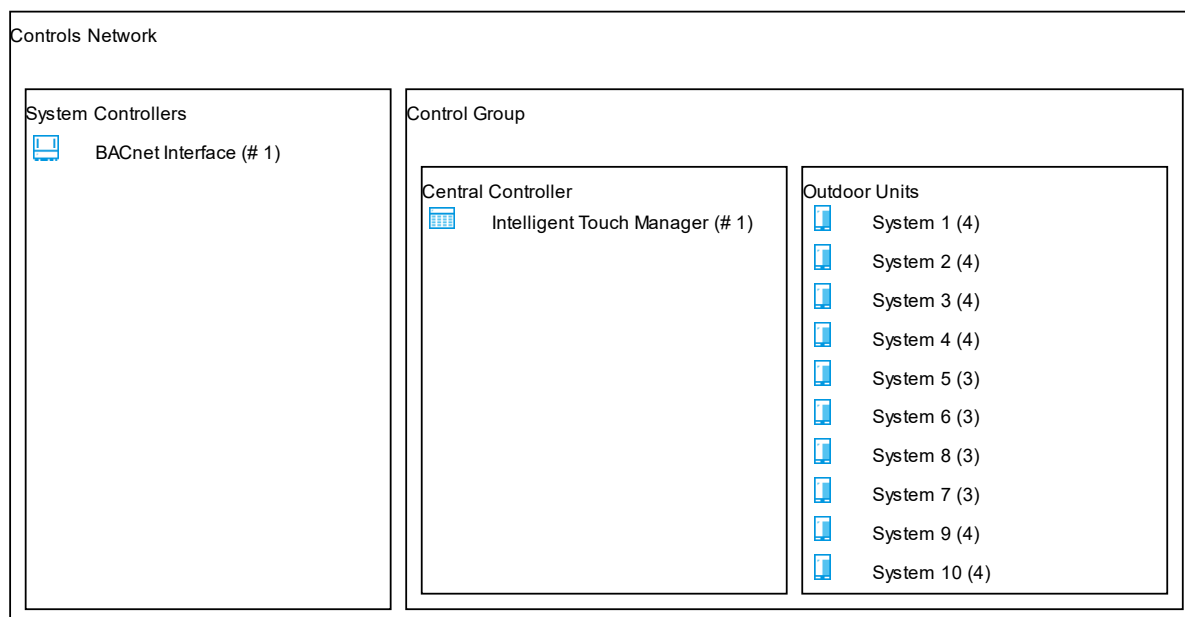 Controls Network
System Controllers
BACnet Interface (# 1)
Control Group
Central Controller
Intelligent Touch Manager (# 1)
Outdoor Units
System 1 (4)
System 2 (4)
System 3 (4)
System 4 (4)
System 5 (3)
System 6 (3)
System 8 (3)
System 7 (3)
System 9 (4)
System 10 (4)